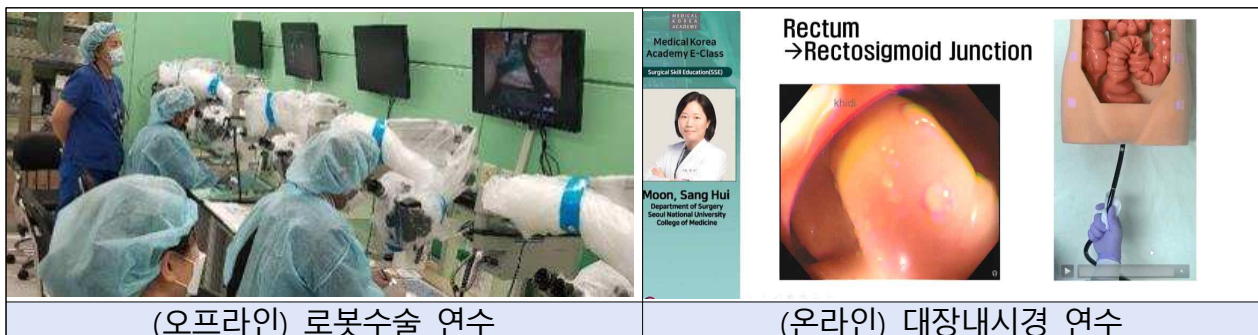 MEDICAL
KOREA
ACADEMY
Medical Korea
Academy E-Class
Surgical Skill Education(SSE)
Moon, Sang Hui
Department of Surgery
Seoul National University
College of Medicine
Rectum
→Rectosigmoid Junction
khidi
(오프라인) 로봇수술 연수
(온라인) 대장내시경 연수